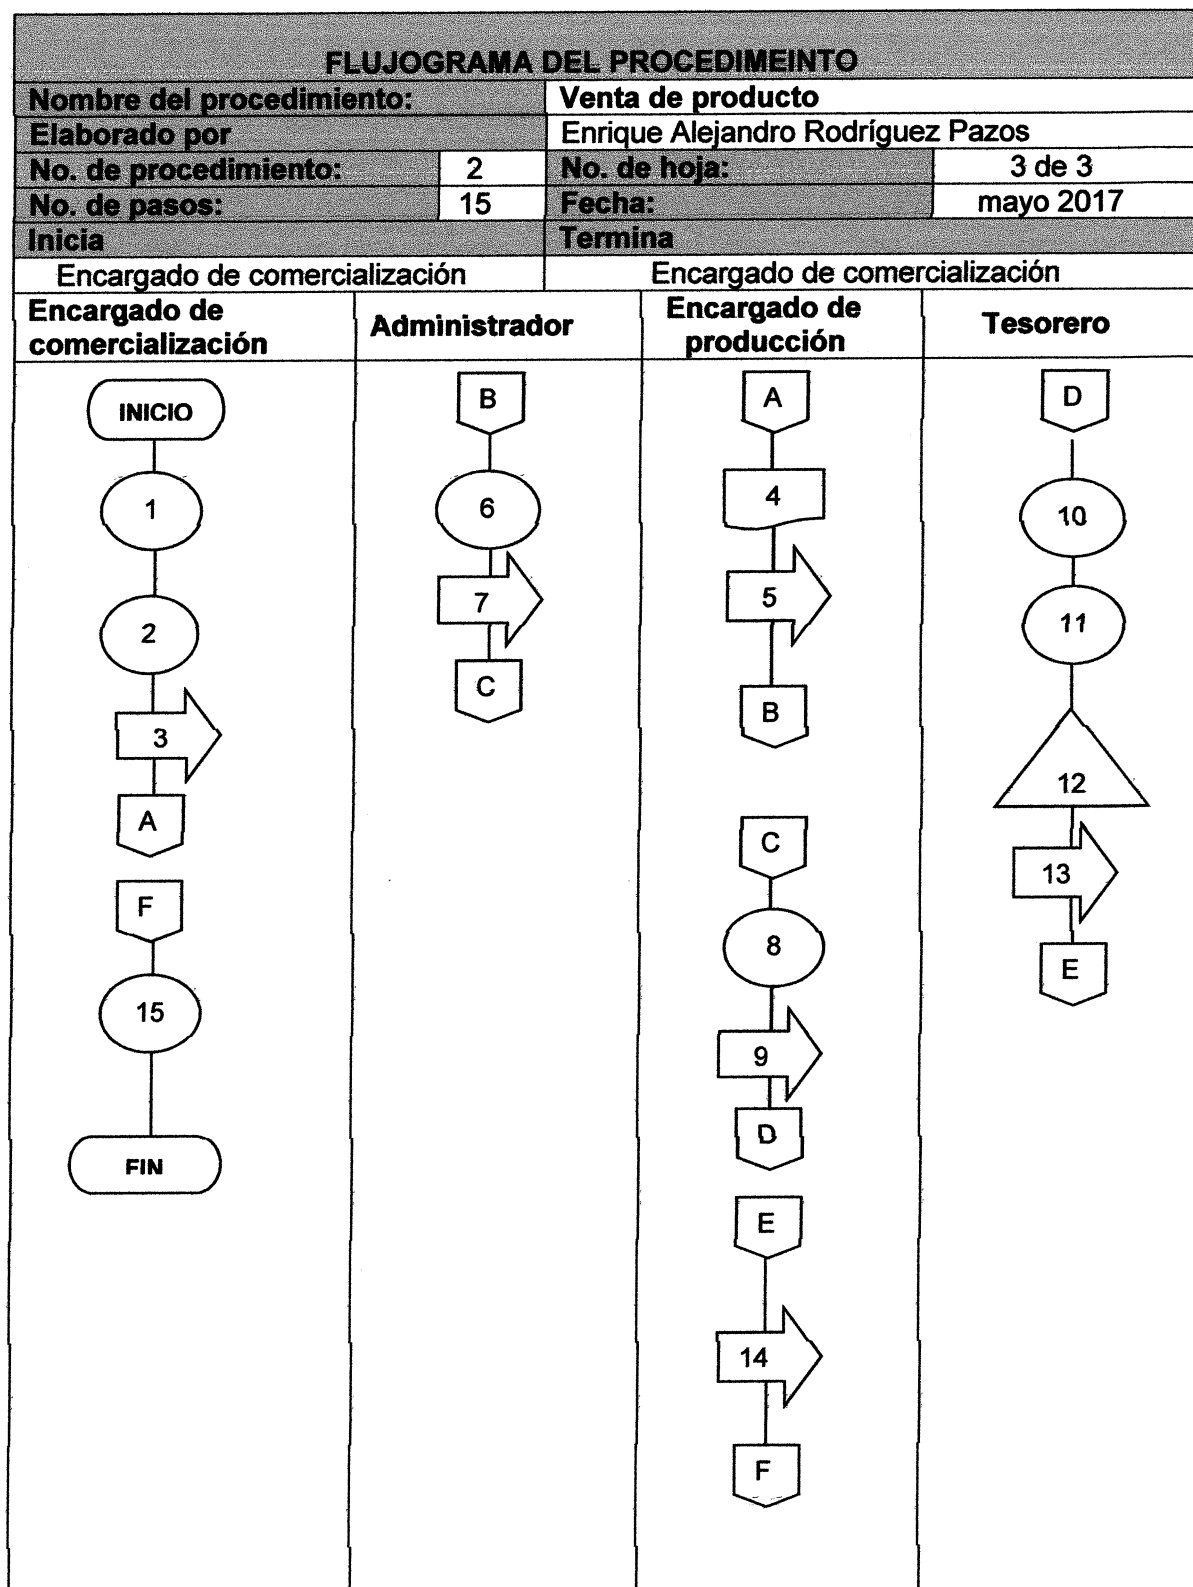 FLUJOGRAMA DEL PROCEDIMEINTO
Nombre del procedimiento: Venta de producto
Elaborado por Enrique Alejandro Rodríguez Pazos
No. de procedimiento: 2 No. de hoja: 3 de 3
No. de pasos: 15 Fecha: mayo 2017
Inicia Termina
Encargado de comercialización Encargado de comercialización
Encargado de
comercialización
Administrador
Encargado de
producción
Tesorero
INICIO
1
2
3
A
F
15
FIN
B
6
7
C
A
4
5
B
C
8
9
D
E
14
F
D
10
11
12
13
E